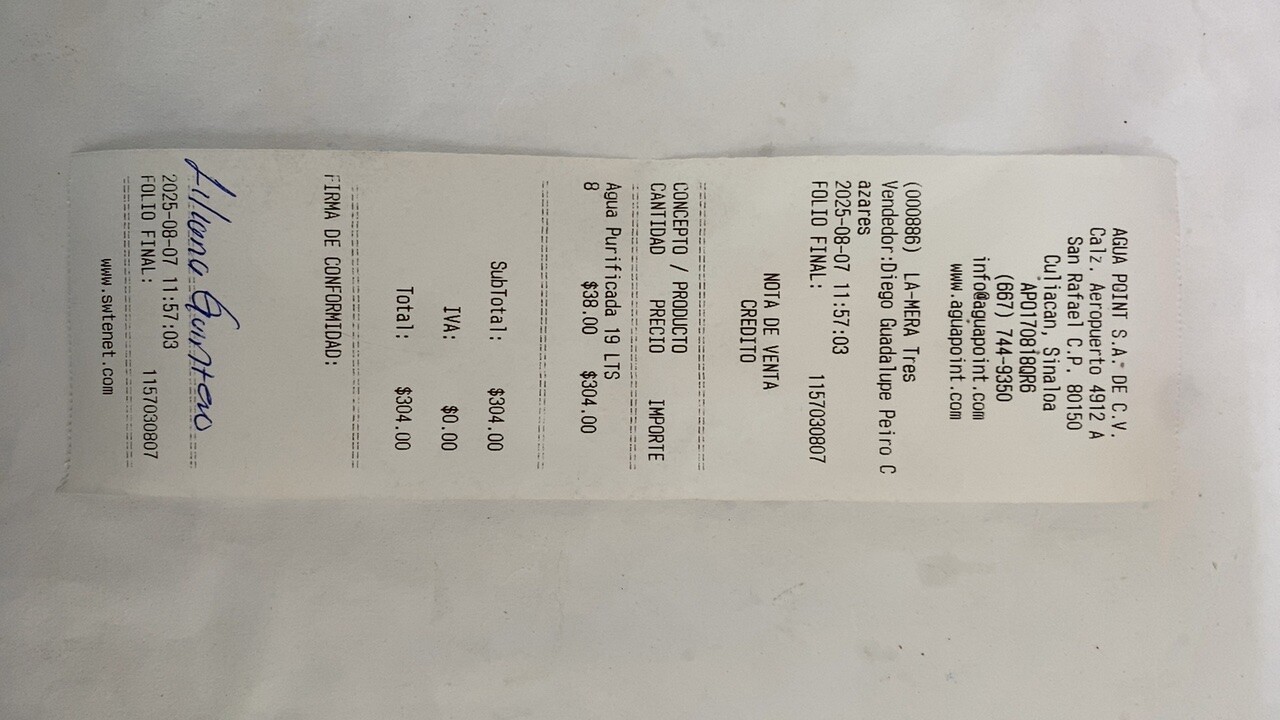 AGUA POINT S.A. DE C.V.
Calz. Aeropuerto 4912 A
San Rafael C.P. 80150
Culiacan, Sinaloa
APO170818QR6
(667) 744-9350
info@aguapoint.com
www.aguapoint.com
(000886) LA-MERA Tres
Vendedor:Diego Guadalupe Peiro C
azares
2025-08-07 11:57:03
FOLIO FINAL: 1157030807
NOTA DE VENTA
CREDITO
CONCEPTO / PRODUCTO
CANTIDAD PRECIO IMPORTE
Agua Purificada 19 LTS
8 $38.00 $304.00
SubTotal: $304.00
IVA: $0.00
Total: $304.00
FIRMA DE CONFORMIDAD:
Liliana Quintero
2025-08-07 11:57:03
FOLIO FINAL: 1157030807
www.swtenet.com